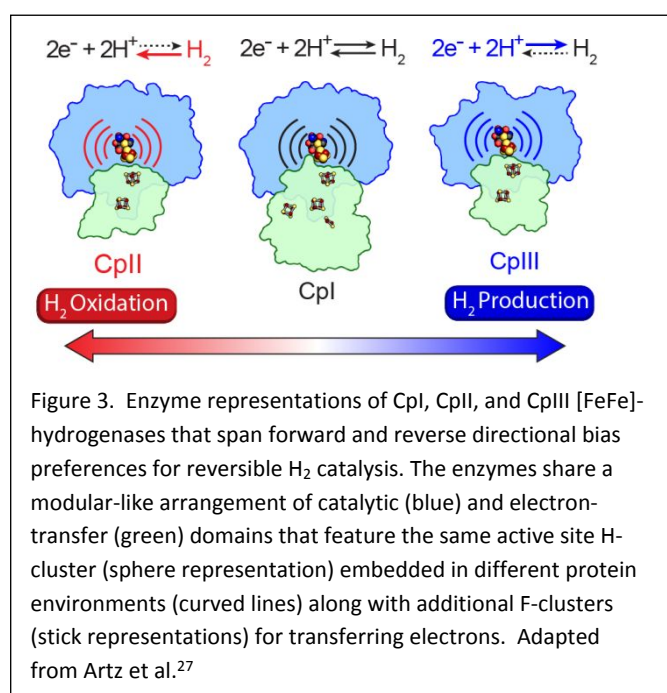 2e⁻ + 2H⁺ ⇠→ H₂ 2e⁻ + 2H⁺ ⇌ H₂ 2e⁻ + 2H⁺ ⇌ H₂
CpII CpI CpIII
H₂ Oxidation H₂ Production
Figure 3. Enzyme representations of CpI, CpII, and CpIII [FeFe]-
hydrogenases that span forward and reverse directional bias
preferences for reversible H₂ catalysis. The enzymes share a
modular-like arrangement of catalytic (blue) and electron-
transfer (green) domains that feature the same active site H-
cluster (sphere representation) embedded in different protein
environments (curved lines) along with additional F-clusters
(stick representations) for transferring electrons. Adapted
from Artz et al.²⁷